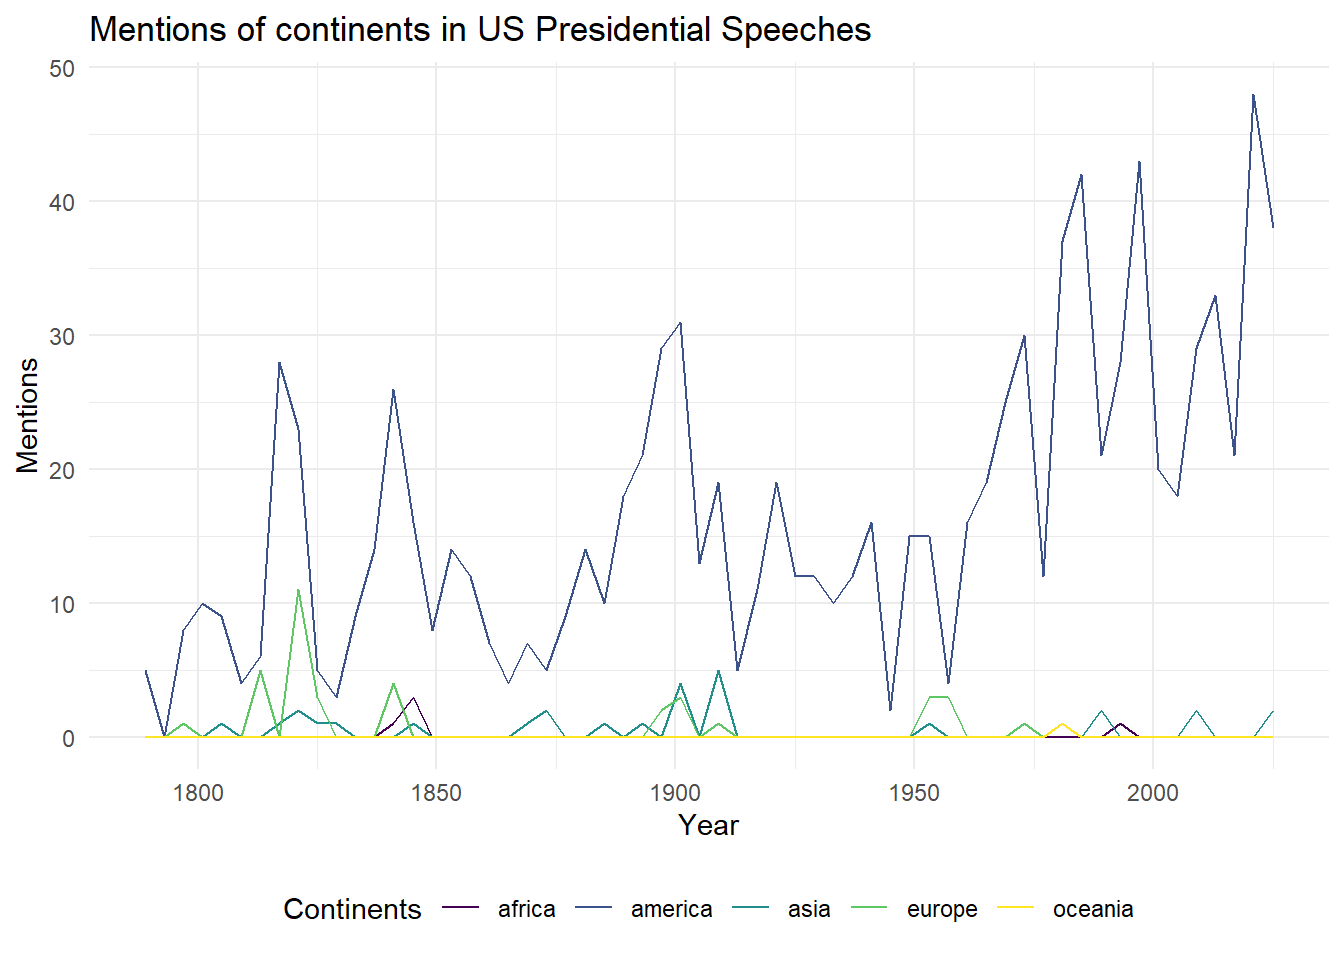 Mentions of continents in US Presidential Speeches
50
40
30
20
10
0
Mentions
1800 1850 1900 1950 2000
Year
Continents africa america asia europe oceania